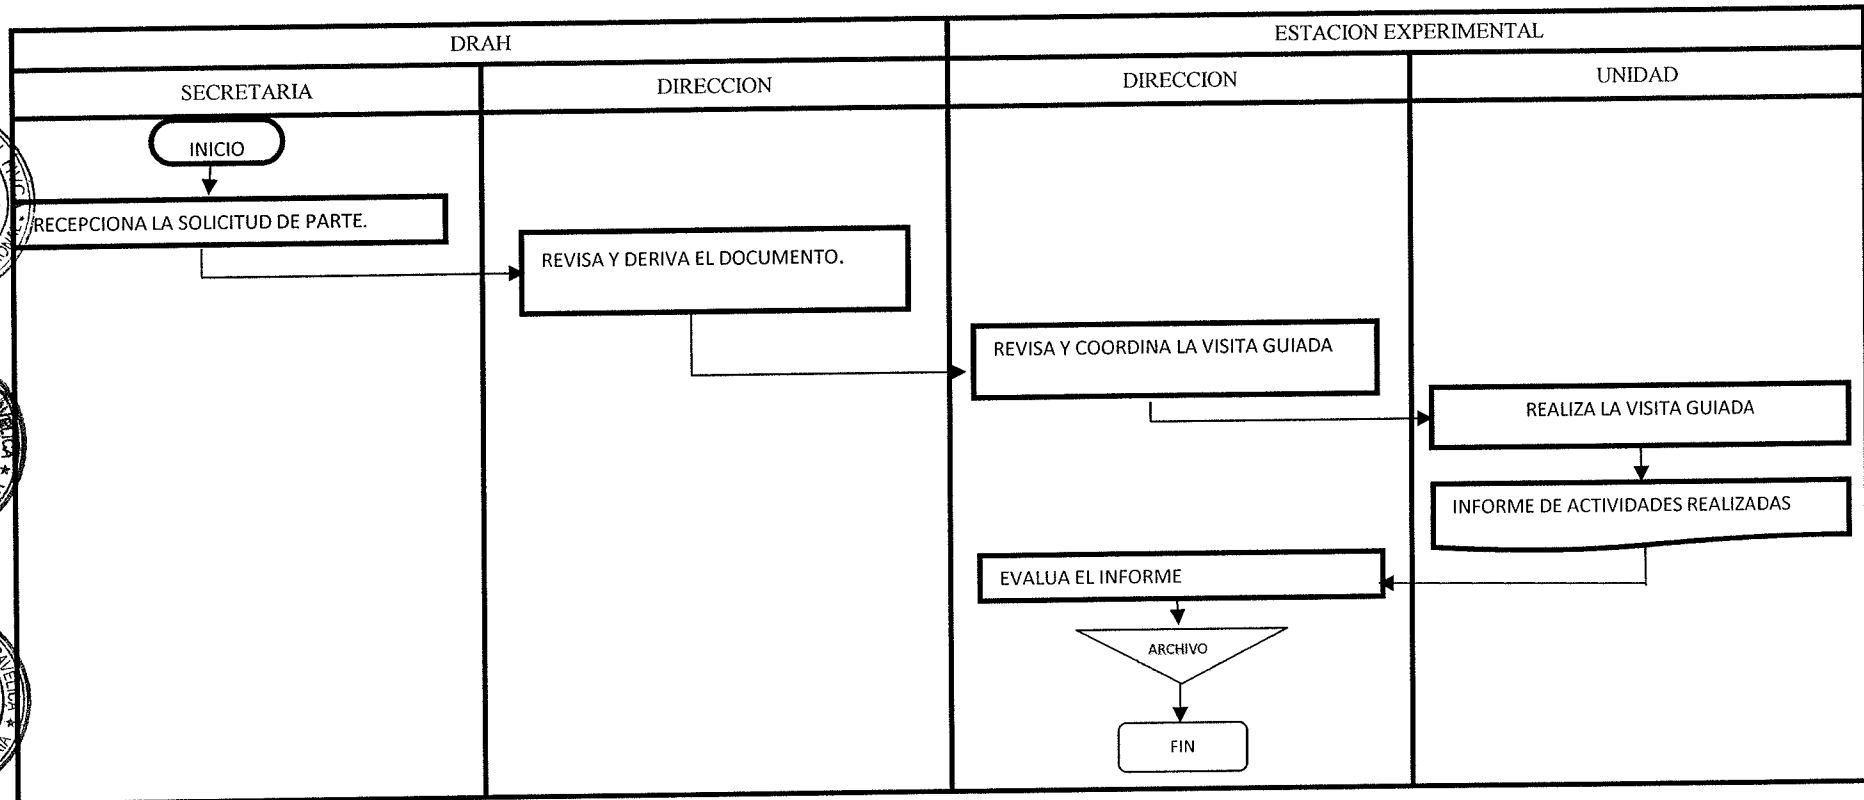 DRAH
ESTACION EXPERIMENTAL
SECRETARIA
DIRECCION
DIRECCION
UNIDAD
INICIO
RECEPCIONA LA SOLICITUD DE PARTE.
REVISA Y DERIVA EL DOCUMENTO.
REVISA Y COORDINA LA VISITA GUIADA
REALIZA LA VISITA GUIADA
INFORME DE ACTIVIDADES REALIZADAS
EVALUA EL INFORME
ARCHIVO
FIN